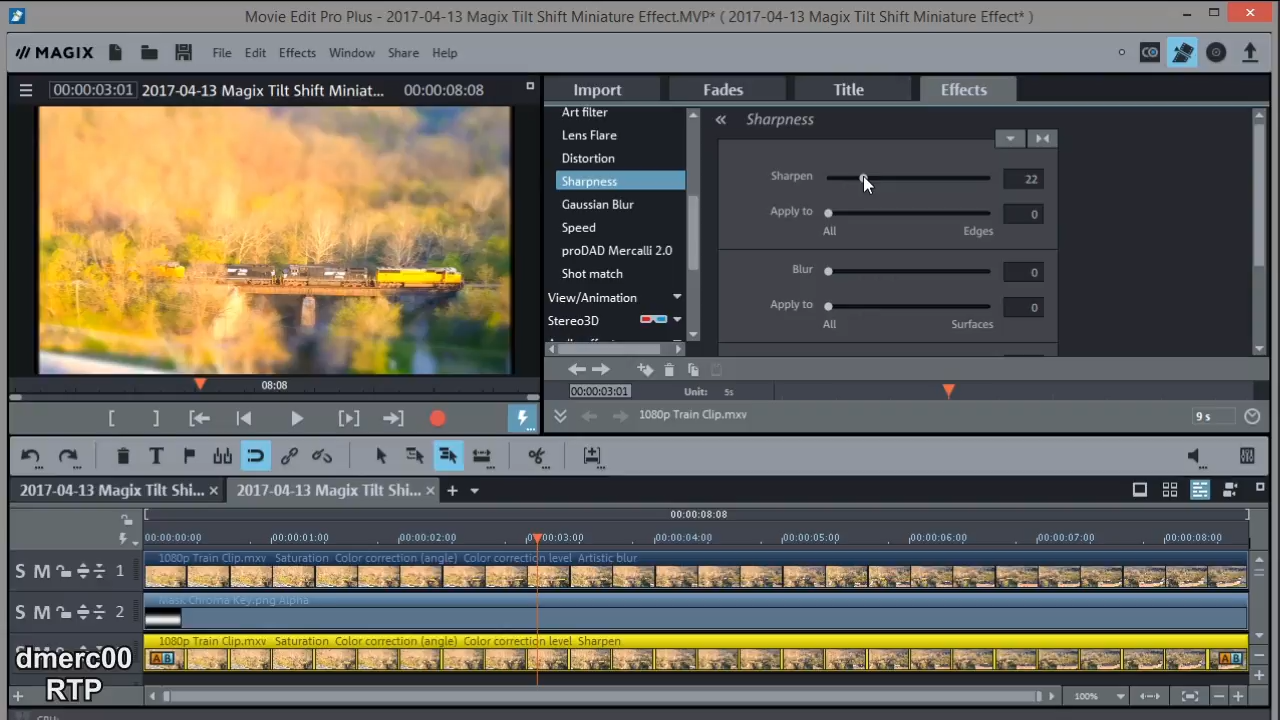 Movie Edit Pro Plus - 2017-04-13 Magix Tilt Shift Miniature Effect.MVP* ( 2017-04-13 Magix Tilt Shift Miniature Effect* )
MAGIX File Edit Effects Window Share Help
00:00:03:01 2017-04-13 Magix Tilt Shift Miniat... 00:00:08:08
Import Fades Title Effects
Art filter
Lens Flare
Distortion
Sharpness
Gaussian Blur
Speed
proDAD Mercalli 2.0
Shot match
View/Animation
Stereo3D
Sharpness
Sharpen 22
Apply to 0
All Edges
Blur 0
Apply to 0
All Surfaces
08:08
00:00:03:01 Unit: 5s
1080p Train Clip.mxv 9 s
2017-04-13 Magix Tilt Shi... × 2017-04-13 Magix Tilt Shi... ×
00:00:08:08
00:00:00:00 00:00:01:00 00:00:02:00 00:00:03:00 00:00:04:00 00:00:05:00 00:00:06:00 00:00:07:00 00:00:08:00
1080p Train Clip.mxv Saturation Color correction (angle) Color correction level Artistic blur
S M 1
Mask Chroma Key.png Alpha
S M 2
1080p Train Clip.mxv Saturation Color correction (angle) Color correction level Sharpen
AB AB
dmerc00
RTP
100%
CPU: